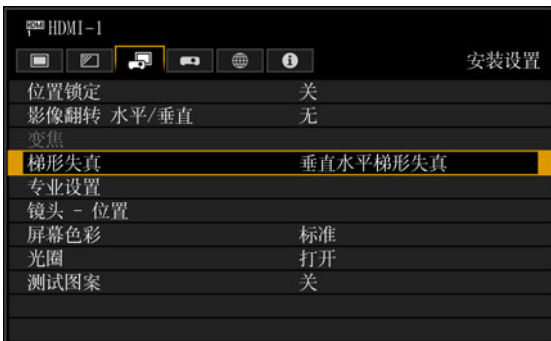 HDMI HDMI-1
安装设置
位置锁定 关
影像翻转 水平/垂直 无
变焦
梯形失真 垂直水平梯形失真
专业设置
镜头 - 位置
屏幕色彩 标准
光圈 打开
测试图案 关